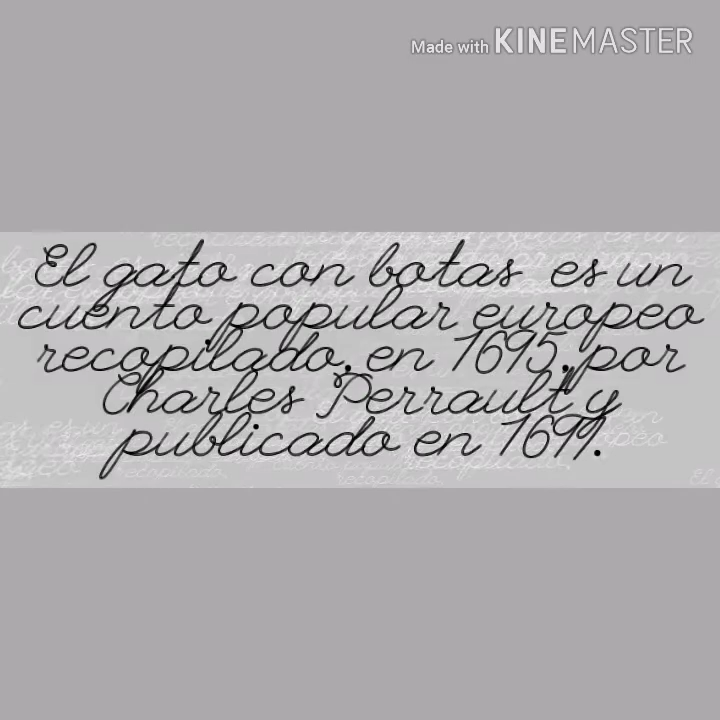 Made with KINEMASTER
El gato con botas es un
cuento popular europeo
recopilado, en 1695, por
Charles Perrault y
publicado en 1697.